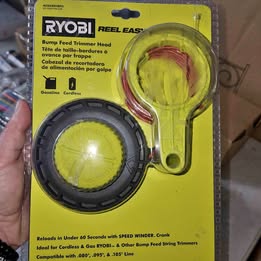 RYOBI REEL EASY
Bump Feed Trimmer Head
Tête de taille-bordures à
avance par frappe
Cabezal de recortadora
de alimentación por golpe
Gasoline Cordless
Reloads in Under 60 Seconds with SPEED WINDER. Crank
Ideal for Cordless & Gas RYOBI™ & Other Bump Feed String Trimmers
Compatible with .080", .095", & .105" Line